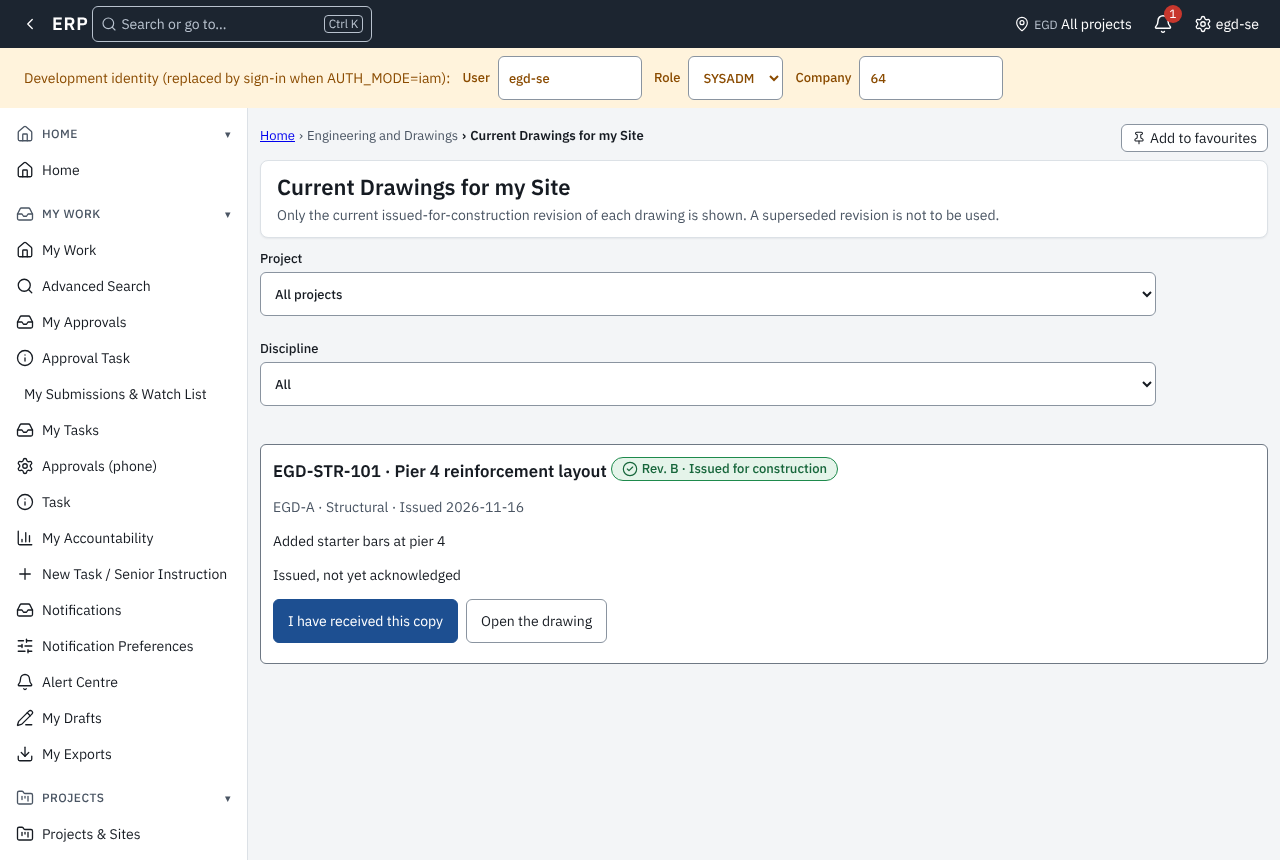 ERP
Search or go to... Ctrl K
EGD All projects
1
egd-se
Development identity (replaced by sign-in when AUTH_MODE=iam): User egd-se Role SYSADM Company 64
HOME
Home
MY WORK
My Work
Advanced Search
My Approvals
Approval Task
My Submissions & Watch List
My Tasks
Approvals (phone)
Task
My Accountability
New Task / Senior Instruction
Notifications
Notification Preferences
Alert Centre
My Drafts
My Exports
PROJECTS
Projects & Sites
Home › Engineering and Drawings › Current Drawings for my Site
Add to favourites
Current Drawings for my Site
Only the current issued-for-construction revision of each drawing is shown. A superseded revision is not to be used.
Project
All projects
Discipline
All
EGD-STR-101 · Pier 4 reinforcement layout Rev. B · Issued for construction
EGD-A · Structural · Issued 2026-11-16
Added starter bars at pier 4
Issued, not yet acknowledged
I have received this copy Open the drawing